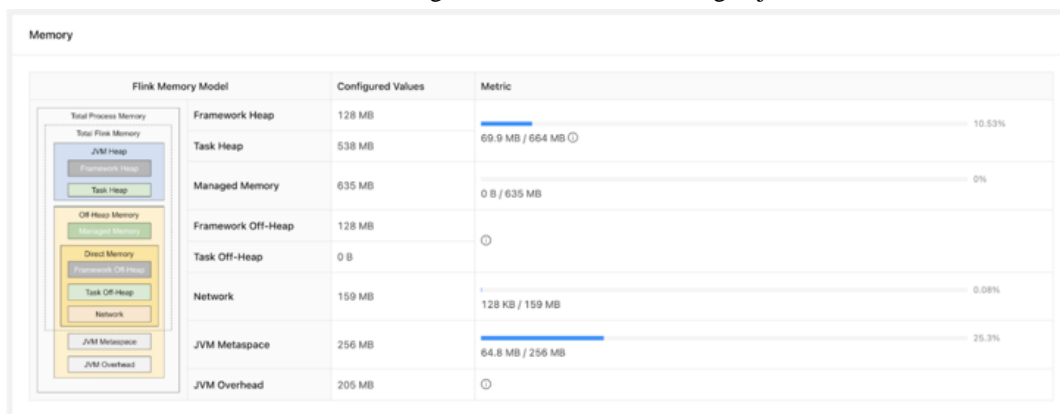 Memory
Flink Memory Model Configured Values Metric
Total Process Memory
Total Flink Memory
JVM Heap
Framework Heap
Task Heap
Off-Heap Memory
Managed Memory
Direct Memory
Framework Off-Heap
Task Off-Heap
Network
JVM Metaspace
JVM Overhead
Framework Heap 128 MB
Task Heap 538 MB
10.53%
69.9 MB / 664 MB
Managed Memory 635 MB
0%
0 B / 635 MB
Framework Off-Heap 128 MB
Task Off-Heap 0 B
Network 159 MB
0.08%
128 KB / 159 MB
JVM Metaspace 256 MB
25.3%
64.8 MB / 256 MB
JVM Overhead 205 MB